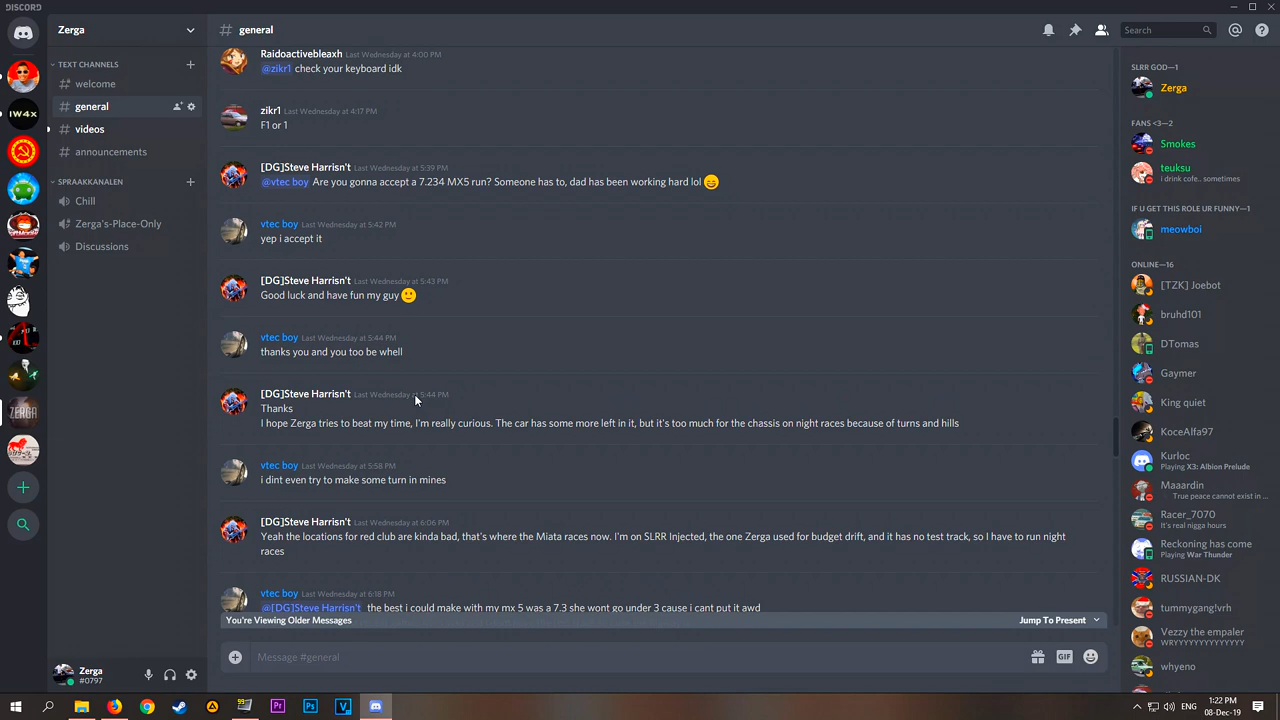 DISCORD
Zerga
TEXT CHANNELS
# welcome
# general
# videos
# announcements
SPRAAKKANALEN
Chill
Zerga's-Place-Only
Discussions
Zerga
#0797
IW4X
ZERGA
# general
Search
Raidoactivebleaxh Last Wednesday at 4:00 PM
@zikr1 check your keyboard idk
zikr1 Last Wednesday at 4:17 PM
F1 or 1
[DG]Steve Harrisn't Last Wednesday at 5:39 PM
@vtec boy Are you gonna accept a 7.234 MX5 run? Someone has to, dad has been working hard lol 😄
vtec boy Last Wednesday at 5:42 PM
yep i accept it
[DG]Steve Harrisn't Last Wednesday at 5:43 PM
Good luck and have fun my guy 🙂
vtec boy Last Wednesday at 5:44 PM
thanks you and you too be whell
[DG]Steve Harrisn't Last Wednesday at 5:44 PM
Thanks
I hope Zerga tries to beat my time, I'm really curious. The car has some more left in it, but it's too much for the chassis on night races because of turns and hills
vtec boy Last Wednesday at 5:58 PM
i dint even try to make some turn in mines
[DG]Steve Harrisn't Last Wednesday at 6:06 PM
Yeah the locations for red club are kinda bad, that's where the Miata races now. I'm on SLRR Injected, the one Zerga used for budget drift, and it has no test track, so I have to run night
races
vtec boy Last Wednesday at 6:18 PM
@[DG]Steve Harrisn't the best i could make with my mx 5 was a 7.3 she wont go under 3 cause i cant put it awd
You're Viewing Older Messages
Jump To Present
Message #general
GIF
SLRR GOD—1
Zerga
FANS <3—2
Smokes
teuksu
I drink cofe.. sometimes
IF U GET THIS ROLE UR FUNNY—1
meowboi
ONLINE—16
[TZK] Joebot
bruhd101
DTomas
Gaymer
King quiet
KoceAlfa97
Kurloc
Playing X3: Albion Prelude
Maaardin
True peace cannot exist in ...
Racer_7070
It's real nigga hours
Reckoning has come
Playing War Thunder
RUSSIAN-DK
tummygang!vrh
Vezzy the empaler
WRYYYYYYYYYYYYY
whyeno
Pr
Ps
V
1:22 PM
08-Dec-19